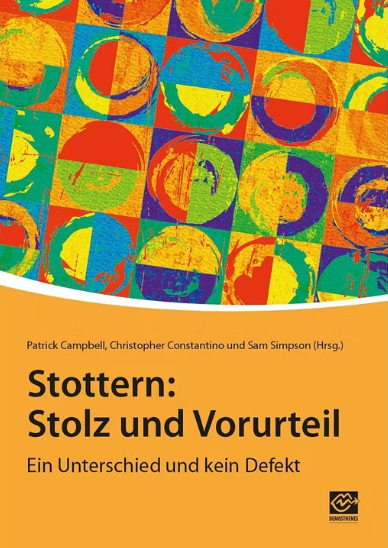 Patrick Campbell, Christopher Constantino und Sam Simpson (Hrsg.)
Stottern:
Stolz und Vorurteil
Ein Unterschied und kein Defekt
DEMOSTHENES